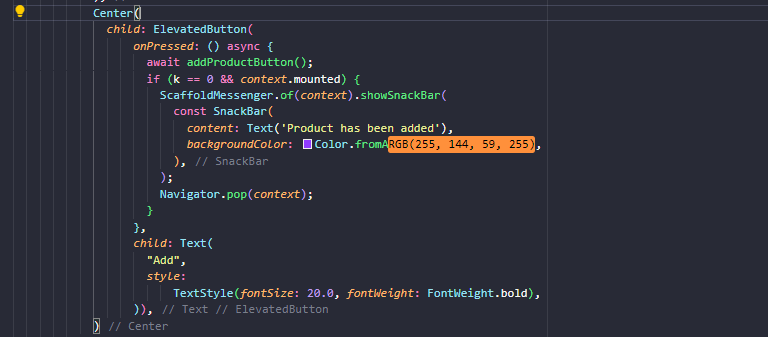 Center(
child: ElevatedButton(
onPressed: () async {
await addProductButton();
if (k == 0 && context.mounted) {
ScaffoldMessenger.of(context).showSnackBar(
const SnackBar(
content: Text('Product has been added'),
backgroundColor: Color.fromARGB(255, 144, 59, 255),
), // SnackBar
);
Navigator.pop(context);
}
},
child: Text(
"Add",
style:
TextStyle(fontSize: 20.0, fontWeight: FontWeight.bold),
)), // Text // ElevatedButton
) // Center